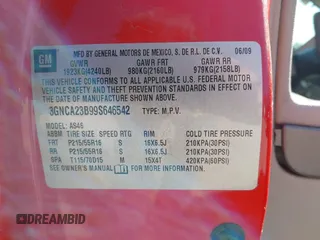 GM
MFD BY GENERAL MOTORS DE MEXICO, S. DE R.L. DE C.V. 06/09
GVWR GAWR FRT GAWR RR
1923KG(4240LB) 980KG(2160LB) 979KG(2158LB)
THIS VEHICLE CONFORMS TO ALL APPLICABLE U.S. FEDERAL MOTOR
VEHICLE SAFETY, BUMPER, AND THEFT PREVENTION STANDARDS
IN EFFECT ON THE DATE OF MANUFACTURE SHOWN ABOVE.
3GNCA23B99S646542 TYPE: M.P.V.
MODEL: AS46
TIRE SIZE SPEED RTG RIM COLD TIRE PRESSURE
FRT P215/55R16 S 16X6.5J 210KPA(30PSI)
RR P215/55R16 S 16X6.5J 210KPA(30PSI)
SPA T115/70D15 M 15X4T 420KPA(60PSI)
SEE OWNER'S MANUAL FOR ADDITIONAL INFORMATION.
DREAMBID